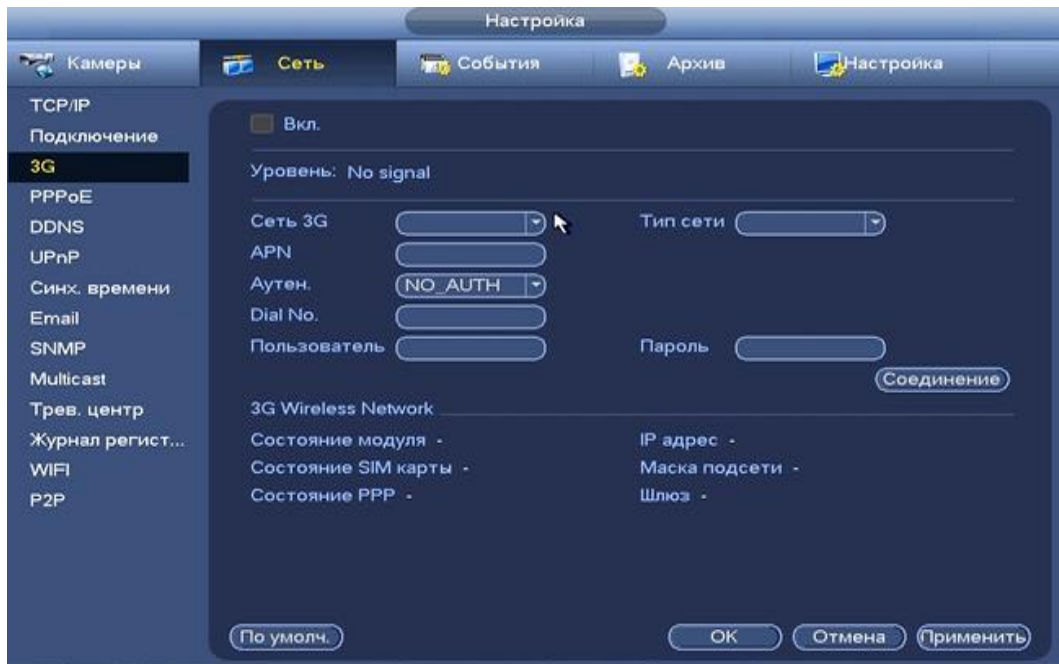 Настройка
Камеры Сеть События Архив Настройка
TCP/IP
Подключение
3G
PPPoE
DDNS
UPnP
Синх. времени
Email
SNMP
Multicast
Трев. центр
Журнал регист...
WIFI
P2P
Вкл.
Уровень: No signal
Сеть 3G Тип сети
APN
Аутен. NO_AUTH
Dial No.
Пользователь Пароль
Соединение
3G Wireless Network
Состояние модуля - IP адрес -
Состояние SIM карты - Маска подсети -
Состояние PPP - Шлюз -
По умолч. OK Отмена Применить